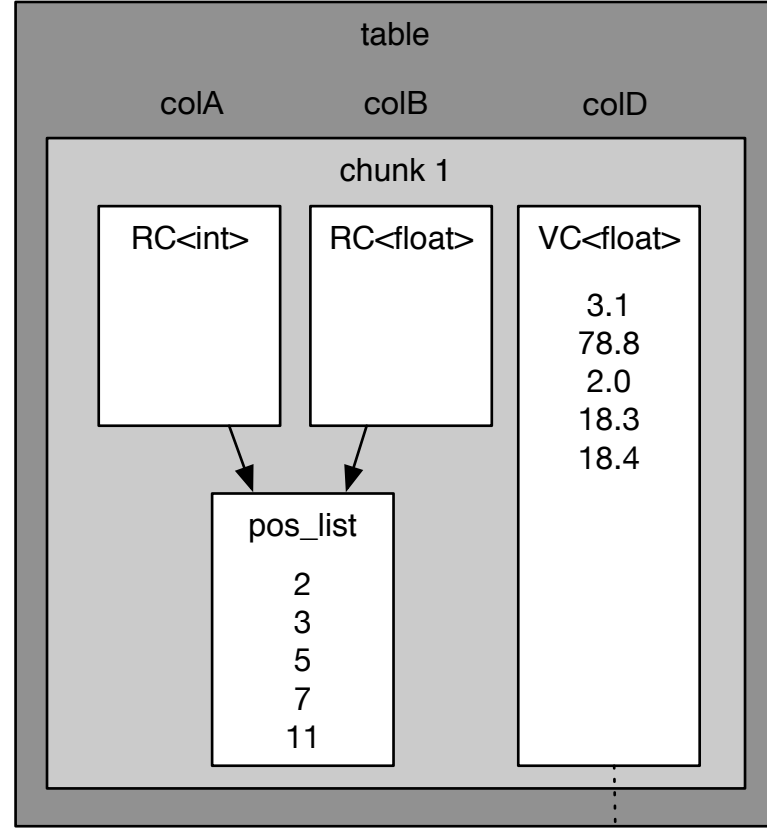 table
colA colB colD
chunk 1
RC<int> RC<float> VC<float>
3.1
78.8
2.0
18.3
18.4
pos_list
2
3
5
7
11